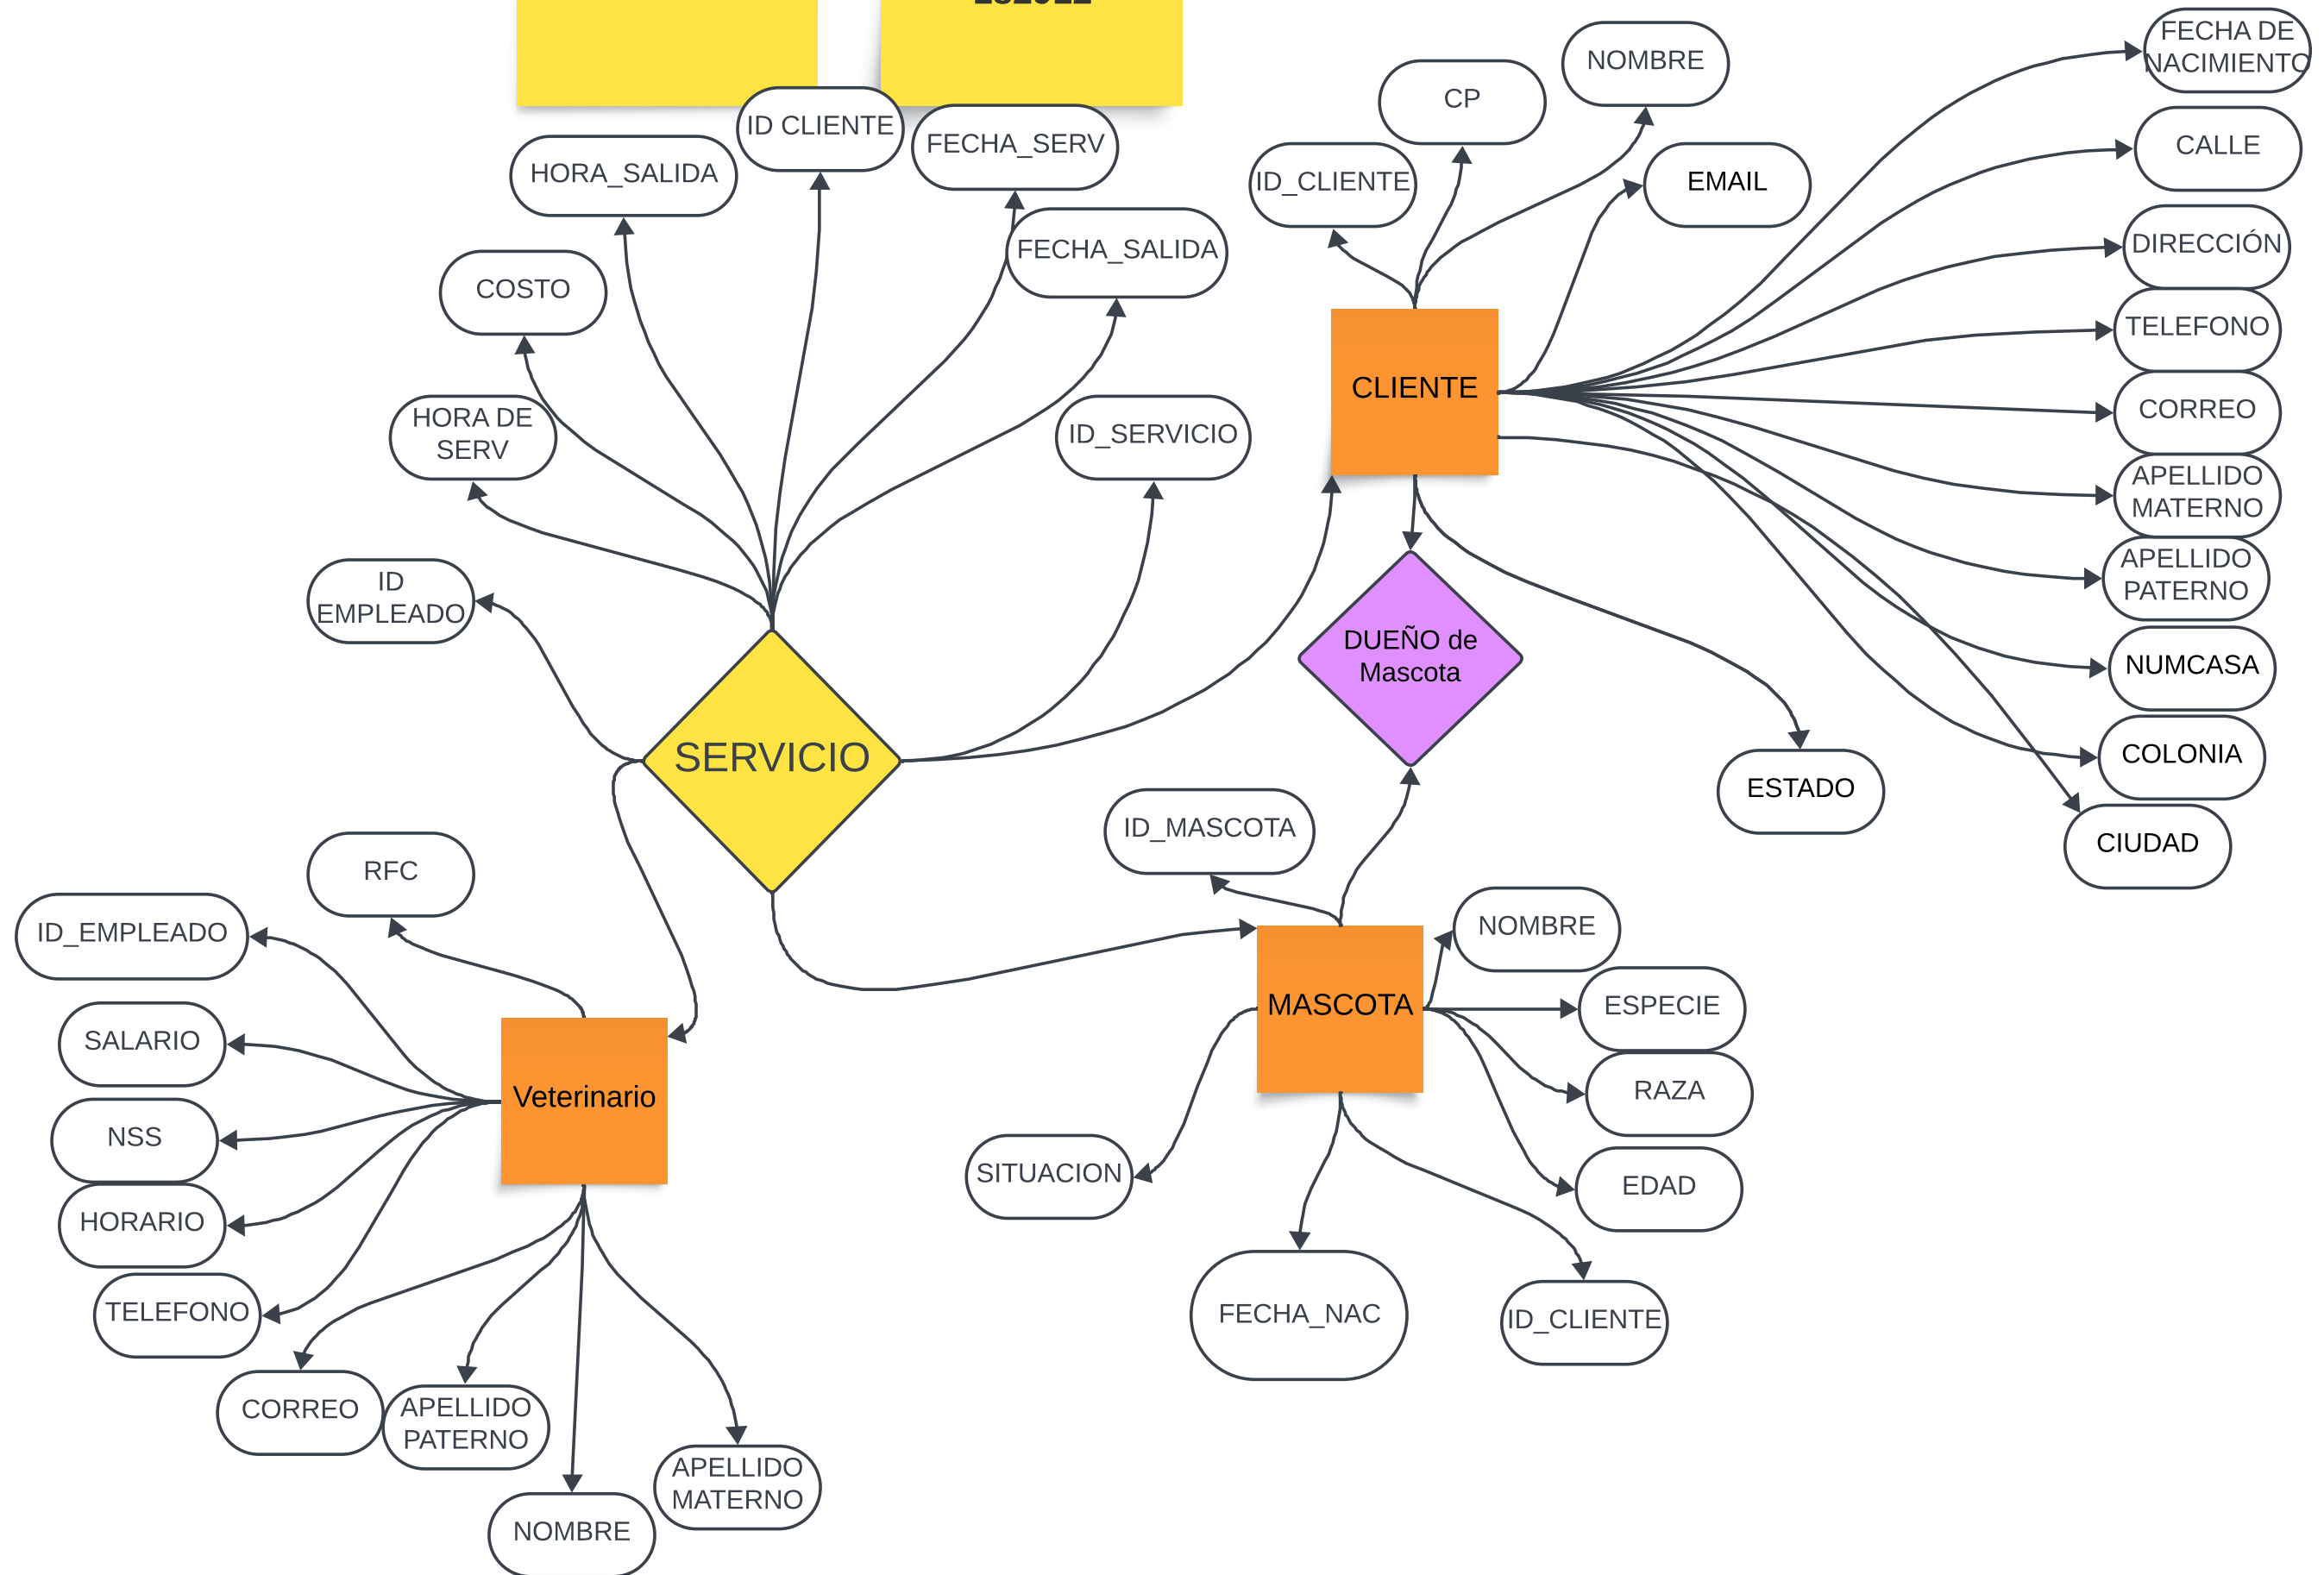 FECHA DE
NACIMIENTO
NOMBRE
CP
CALLE
ID CLIENTE
FECHA_SERV
HORA_SALIDA
ID_CLIENTE
EMAIL
FECHA_SALIDA
DIRECCIÓN
COSTO
TELEFONO
CLIENTE
CORREO
HORA DE
SERV
ID_SERVICIO
APELLIDO
MATERNO
ID
EMPLEADO
APELLIDO
PATERNO
DUEÑO de
Mascota
NUMCASA
SERVICIO
COLONIA
ESTADO
ID_MASCOTA
CIUDAD
RFC
ID_EMPLEADO
NOMBRE
MASCOTA
ESPECIE
SALARIO
Veterinario
RAZA
NSS
SITUACION
EDAD
HORARIO
TELEFONO
FECHA_NAC
ID_CLIENTE
CORREO
APELLIDO
PATERNO
APELLIDO
MATERNO
NOMBRE